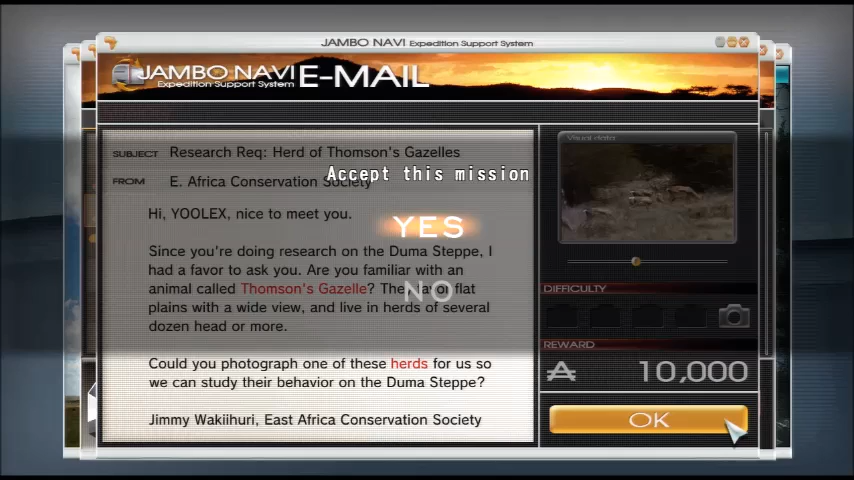 JAMBO NAVI Expedition Support System
JAMBO NAVI E-MAIL
Expedition Support System
SUBJECT Research Req: Herd of Thomson's Gazelles
Visual data
Accept this mission
FROM E. Africa Conservation Society
Hi, YOOLEX, nice to meet you.
YES
Since you're doing research on the Duma Steppe, I
had a favor to ask you. Are you familiar with an
animal called Thomson's Gazelle? They favor flat
NO
plains with a wide view, and live in herds of several
dozen head or more.
Could you photograph one of these herds for us so
we can study their behavior on the Duma Steppe?
Jimmy Wakiihuri, East Africa Conservation Society
DIFFICULTY
REWARD
10,000
OK